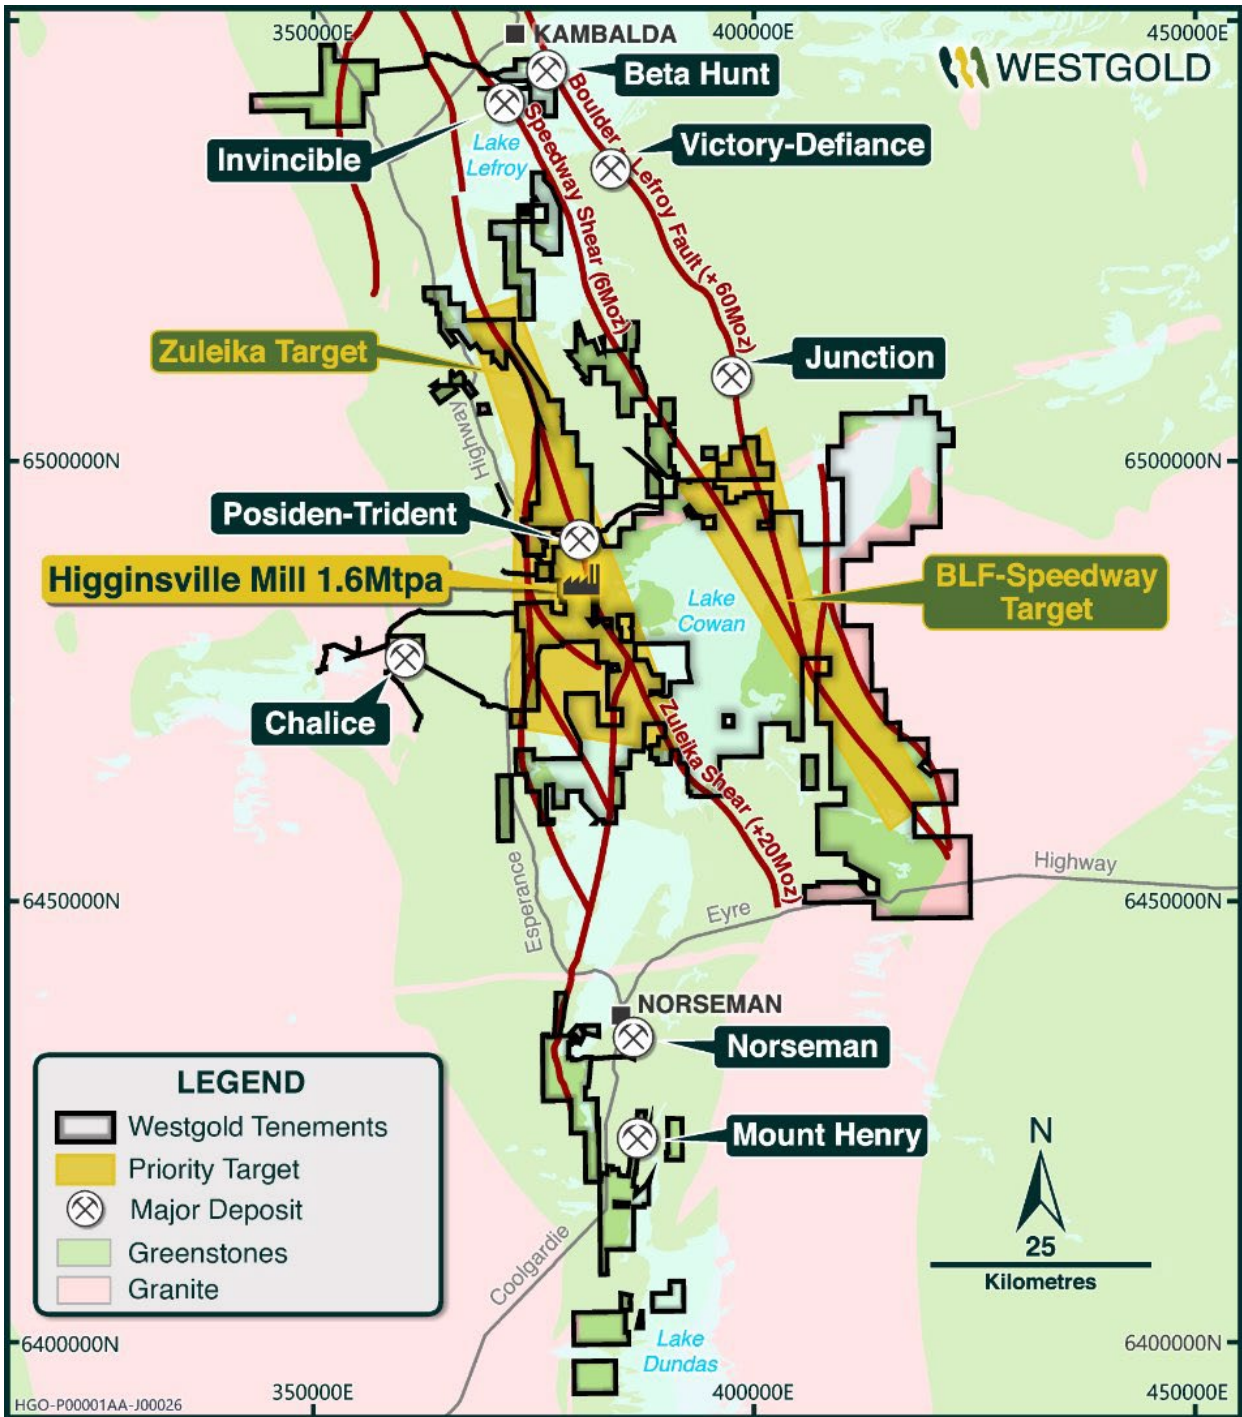 350000E
KAMBALDA
400000E
450000E
WESTGOLD
Beta Hunt
Invincible
Lake
Lefroy
Victory-Defiance
Speedway Shear (6Moz)
Boulder - Lefroy Fault (+60Moz)
Zuleika Target
Junction
Highway
6500000N
6500000N
Posiden-Trident
Higginsville Mill 1.6Mtpa
BLF-Speedway
Target
Lake
Cowan
Chalice
Zuleika Shear (+20Moz)
Esperance
Eyre
Highway
6450000N
6450000N
NORSEMAN
Norseman
Mount Henry
LEGEND
Westgold Tenements
Priority Target
Major Deposit
Greenstones
Granite
Coolgardie
N
25
Kilometres
6400000N
6400000N
Lake
Dundas
HGO-P00001AA-J00026
350000E
400000E
450000E